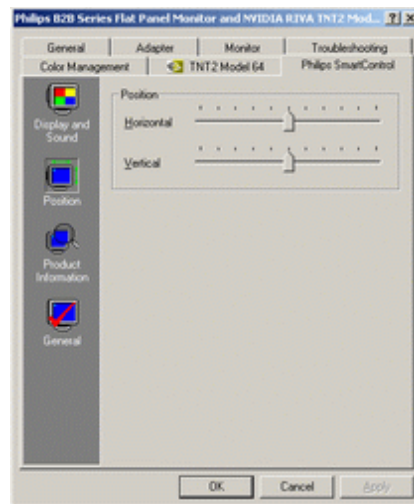 Philips B2B Series Flat Panel Monitor and NVIDIA RIVA TNT2 Mod...
General Adapter Monitor Troubleshooting
Color Management TNT2 Model 64 Philips SmartControl
Display and
Sound
Position
Product
Information
General
Position
Horizontal
Vertical
OK Cancel Apply